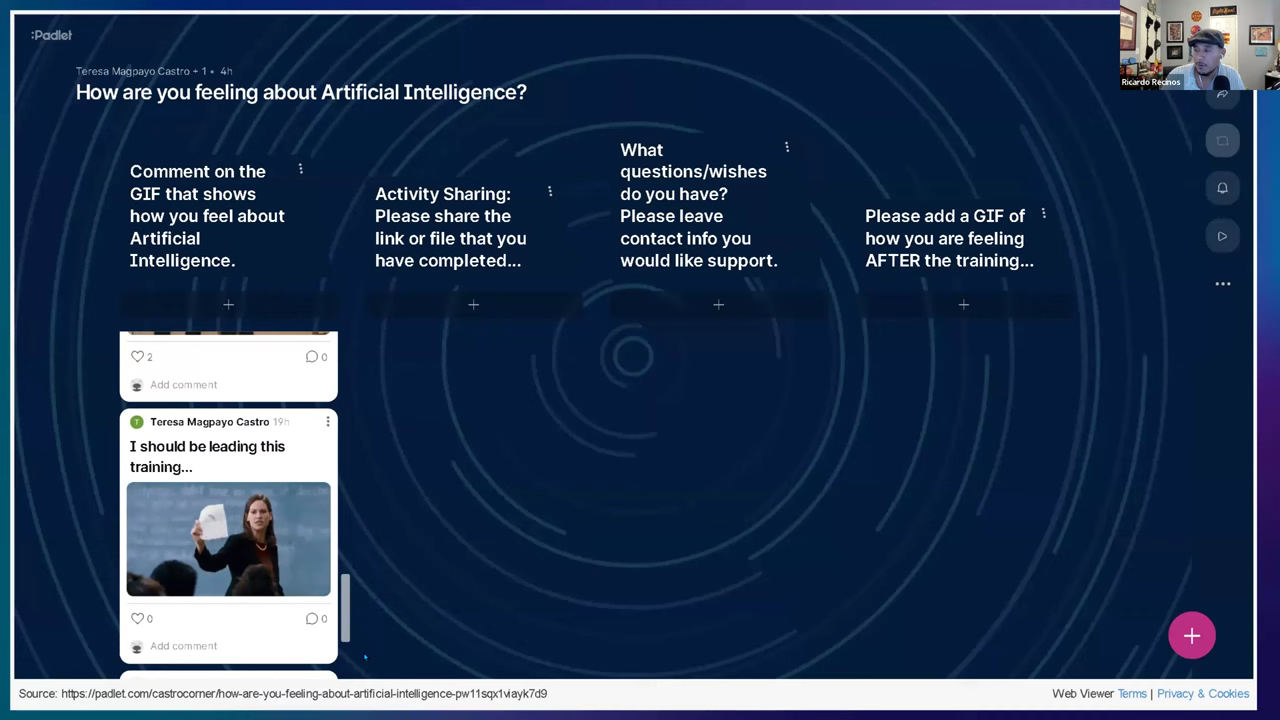 :Padlet
Teresa Magpayo Castro + 1 • 4h
How are you feeling about Artificial Intelligence?
Ricardo Recinos
Comment on the
GIF that shows
how you feel about
Artificial
Intelligence.
Activity Sharing:
Please share the
link or file that you
have completed...
What
questions/wishes
do you have?
Please leave
contact info you
would like support.
Please add a GIF of
how you are feeling
AFTER the training...
2
0
Add comment
Teresa Magpayo Castro 19h
I should be leading this
training...
0
0
Add comment
Source: https://padlet.com/castrocorner/how-are-you-feeling-about-artificial-intelligence-pw11sqx1viayk7d9
Web Viewer Terms | Privacy & Cookies